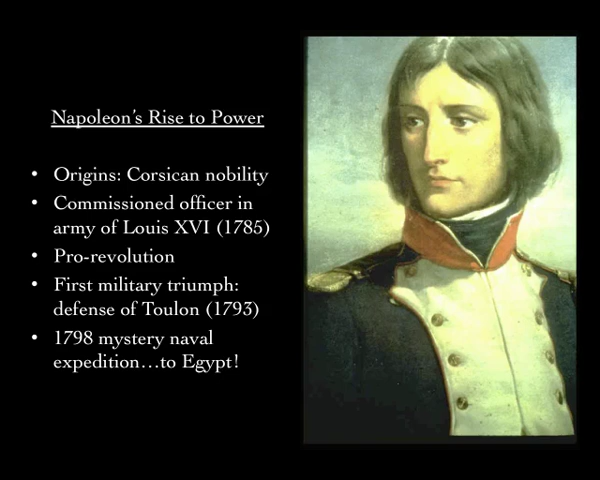 Napoleon's Rise to Power
• Origins: Corsican nobility
• Commissioned officer in
army of Louis XVI (1785)
• Pro-revolution
• First military triumph:
defense of Toulon (1793)
• 1798 mystery naval
expedition…to Egypt!